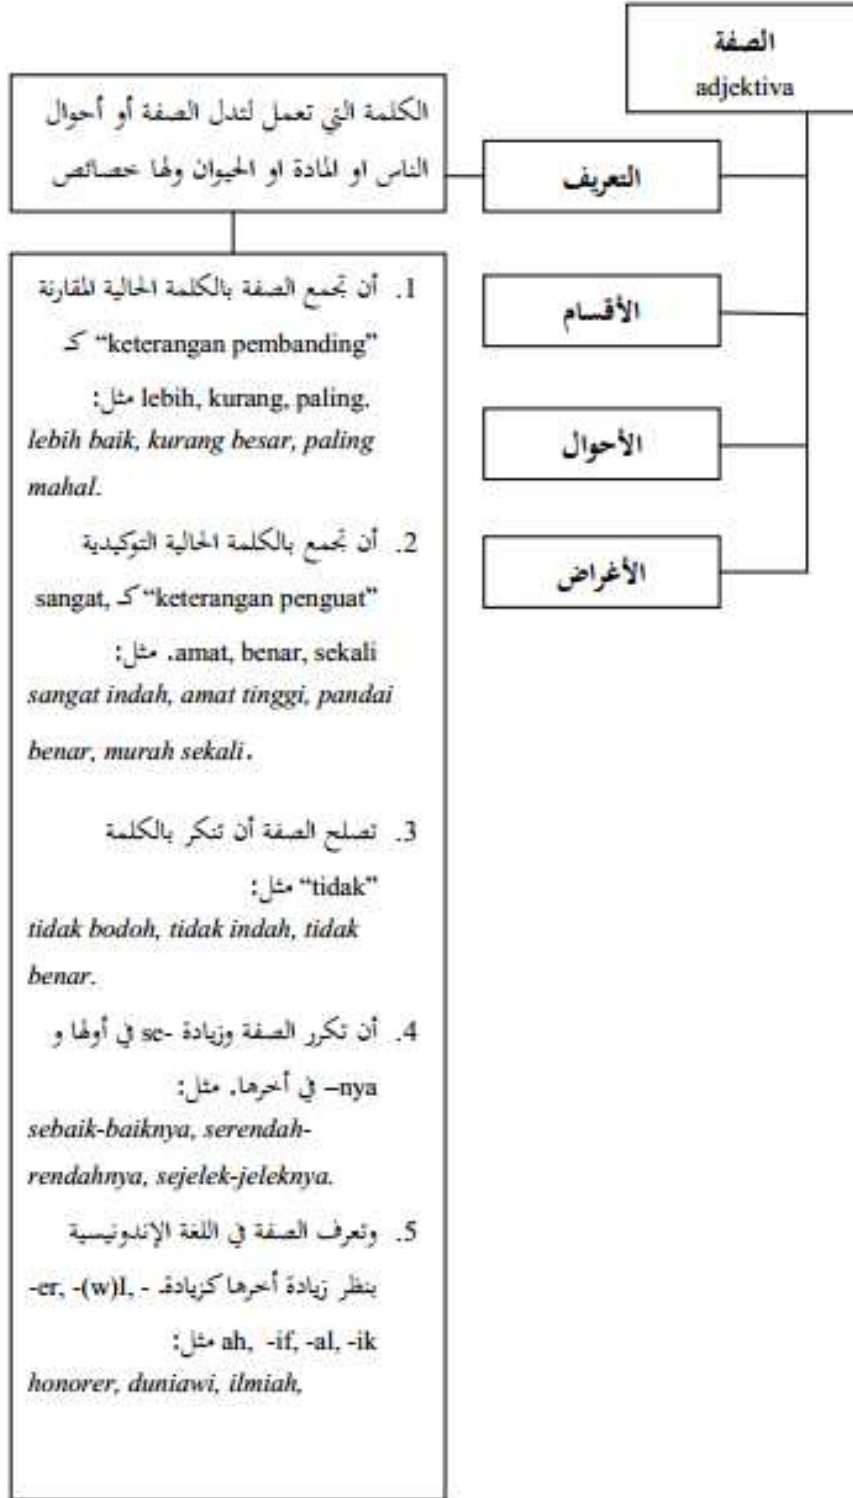 الصفة
adjektiva
التعريف
الكلمة التي تعمل لتدل الصفة أو أحوال
الناس او المادة او الحيوان ولها خصائص
1. أن تجمع الصفة بالكلمة الحالية المقارنة
“keterangan pembanding” كـ
lebih, kurang, paling. مثل:
lebih baik, kurang besar, paling
mahal.
2. أن تجمع بالكلمة الحالية التوكيدية
“keterangan penguat” كـ sangat,
amat, benar, sekali. مثل:
sangat indah, amat tinggi, pandai
benar, murah sekali.
3. تصلح الصفة أن تنكر بالكلمة
“tidak” مثل:
tidak bodoh, tidak indah, tidak
benar.
4. أن تكرر الصفة وزيادة se- في أولها و
–nya في أخرها. مثل:
sebaik-baiknya, serendah-
rendahnya, sejelek-jeleknya.
5. وتعرف الصفة في اللغة الإندونيسية
بنظر زيادة أخرها كزيادة -er, -(w)I, -
ah, -if, -al, -ik مثل:
honorer, duniawi, ilmiah,
الأقسام
الأحوال
الأغراض